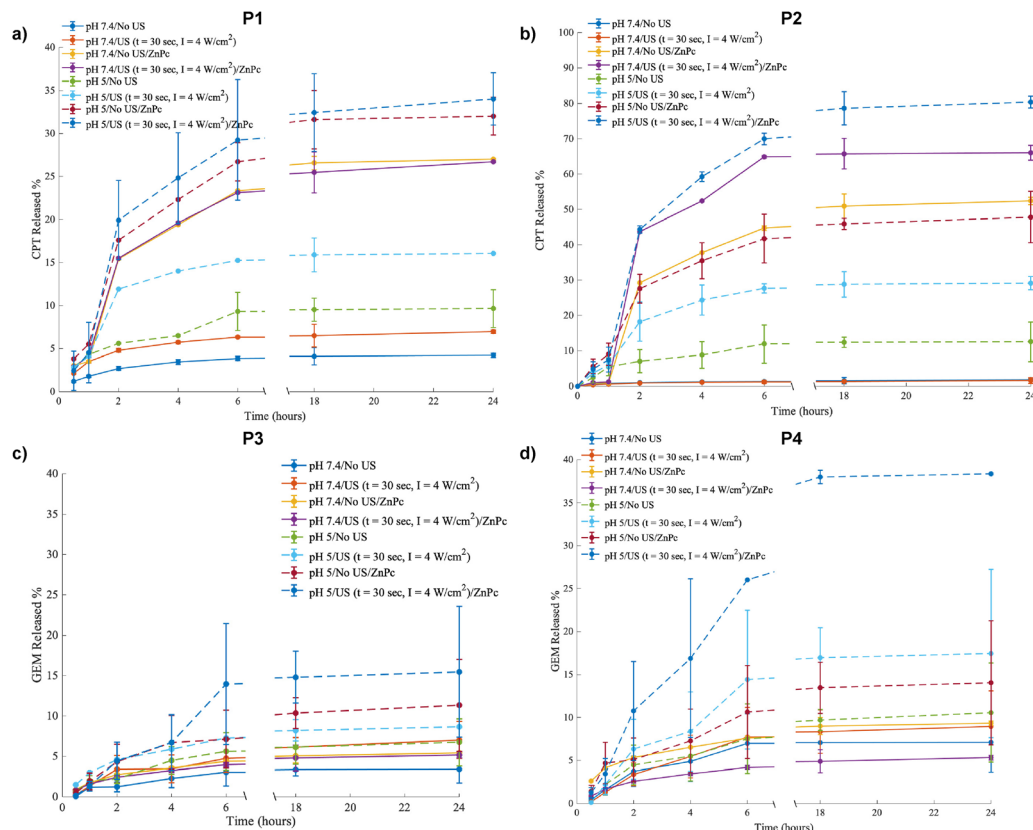 P1
a)
pH 7.4/No US
pH 7.4/US (t = 30 sec, I = 4 W/cm²)
pH 7.4/No US/ZnPc
pH 7.4/US (t = 30 sec, I = 4 W/cm²)/ZnPc
pH 5/No US
pH 5/US (t = 30 sec, I = 4 W/cm²)
pH 5/No US/ZnPc
pH 5/US (t = 30 sec, I = 4 W/cm²)/ZnPc
CPT Released %
40
35
30
25
20
15
10
5
0
0 2 4 6 18 20 22 24
Time (hours)
P2
b)
pH 7.4/No US
pH 7.4/US (t = 30 sec, I = 4 W/cm²)
pH 7.4/No US/ZnPc
pH 7.4/US (t = 30 sec, I = 4 W/cm²)/ZnPc
pH 5/No US
pH 5/US (t = 30 sec, I = 4 W/cm²)
pH 5/No US/ZnPc
pH 5/US (t = 30 sec, I = 4 W/cm²)/ZnPc
CPT Released %
100
90
80
70
60
50
40
30
20
10
0
0 2 4 6 18 20 22 24
Time (hours)
P3
c)
pH 7.4/No US
pH 7.4/US (t = 30 sec, I = 4 W/cm²)
pH 7.4/No US/ZnPc
pH 7.4/US (t = 30 sec, I = 4 W/cm²)/ZnPc
pH 5/No US
pH 5/US (t = 30 sec, I = 4 W/cm²)
pH 5/No US/ZnPc
pH 5/US (t = 30 sec, I = 4 W/cm²)/ZnPc
GEM Released %
40
35
30
25
20
15
10
5
0
0 2 4 6 18 20 22 24
Time (hours)
P4
d)
pH 7.4/No US
pH 7.4/US (t = 30 sec, I = 4 W/cm²)
pH 7.4/No US/ZnPc
pH 7.4/US (t = 30 sec, I = 4 W/cm²)/ZnPc
pH 5/No US
pH 5/US (t = 30 sec, I = 4 W/cm²)
pH 5/No US/ZnPc
pH 5/US (t = 30 sec, I = 4 W/cm²)/ZnPc
GEM Released %
40
35
30
25
20
15
10
5
0
0 2 4 6 18 20 22 24
Time (hours)